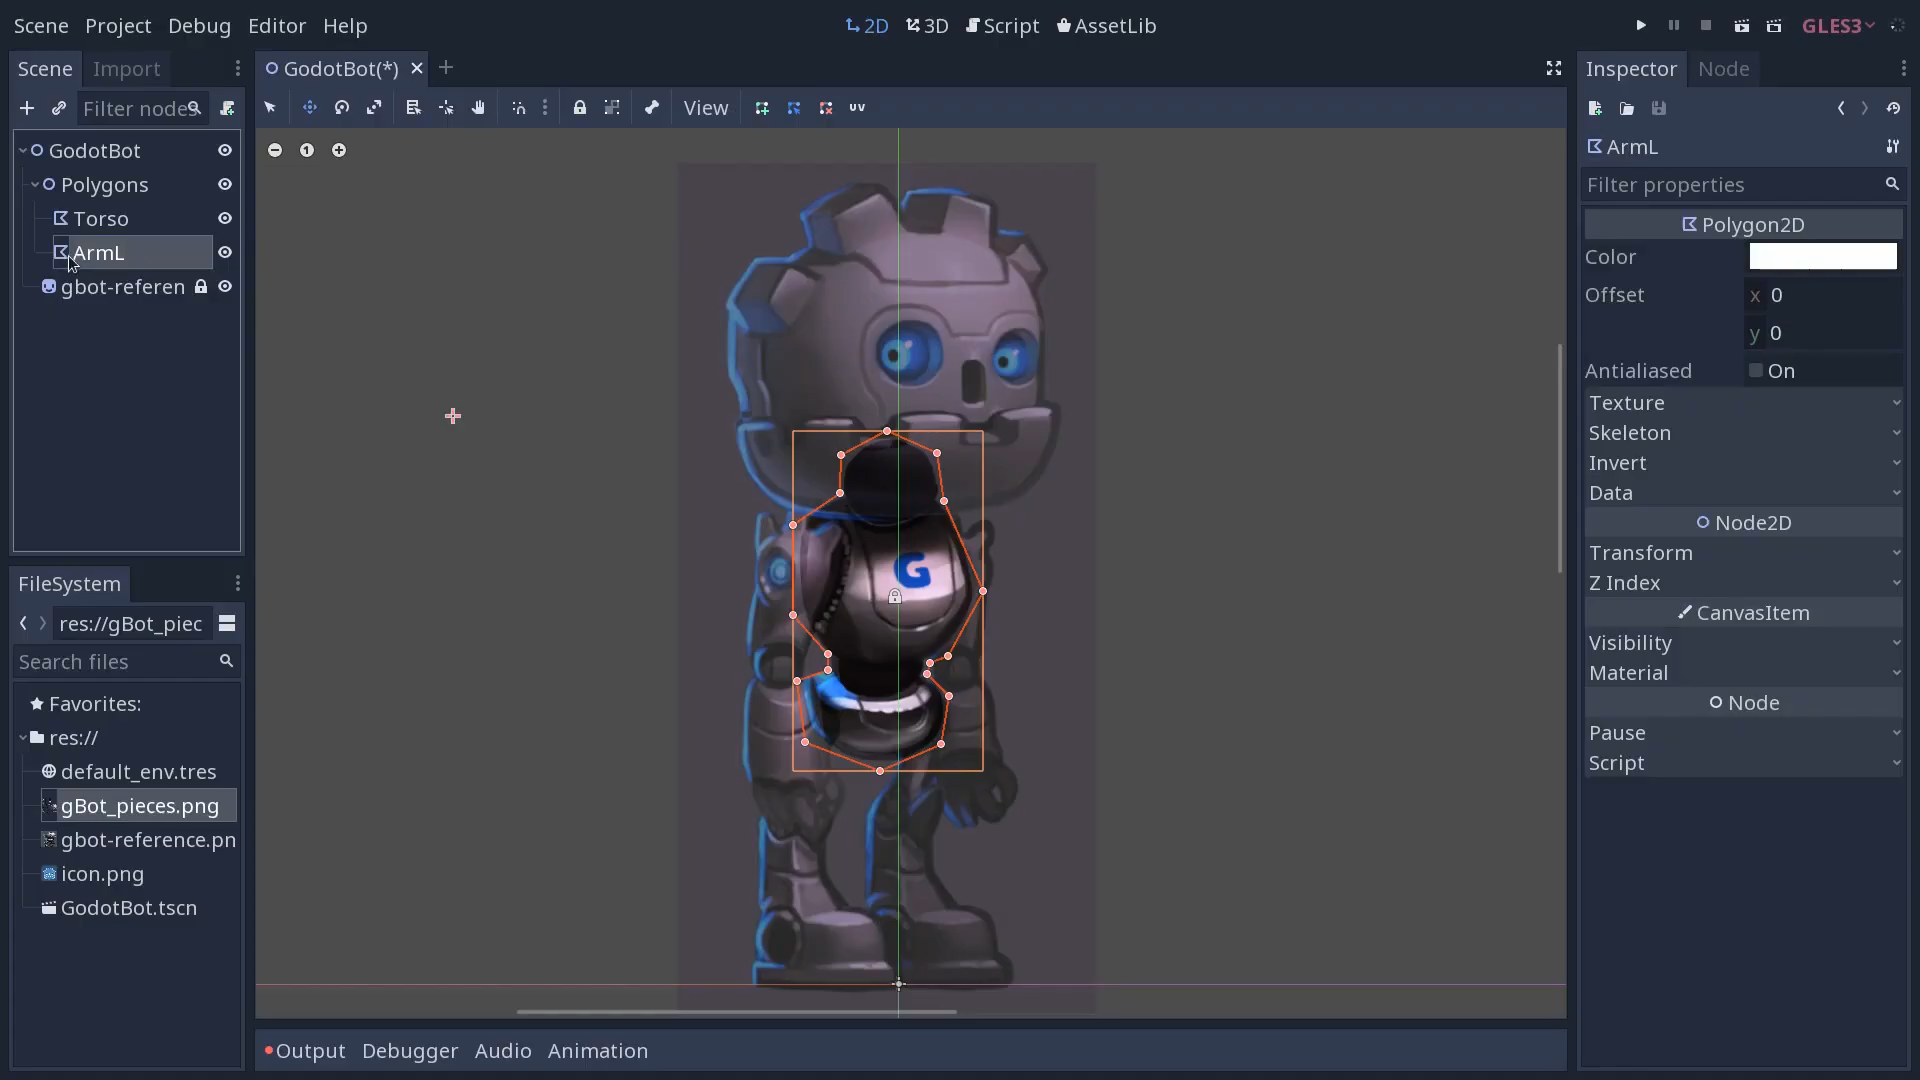 Scene Project Debug Editor Help
2D 3D Script AssetLib
GLES3
Scene Import
Filter nodes
GodotBot
Polygons
Torso
ArmL
gbot-referen
FileSystem
res://gBot_piec
Search files
Favorites:
res://
default_env.tres
gBot_pieces.png
gbot-reference.pn
icon.png
GodotBot.tscn
GodotBot(*)
View
UV
1
G
Output Debugger Audio Animation
Inspector Node
ArmL
Filter properties
Polygon2D
Color
Offset x 0
y 0
Antialiased On
Texture
Skeleton
Invert
Data
Node2D
Transform
Z Index
CanvasItem
Visibility
Material
Node
Pause
Script